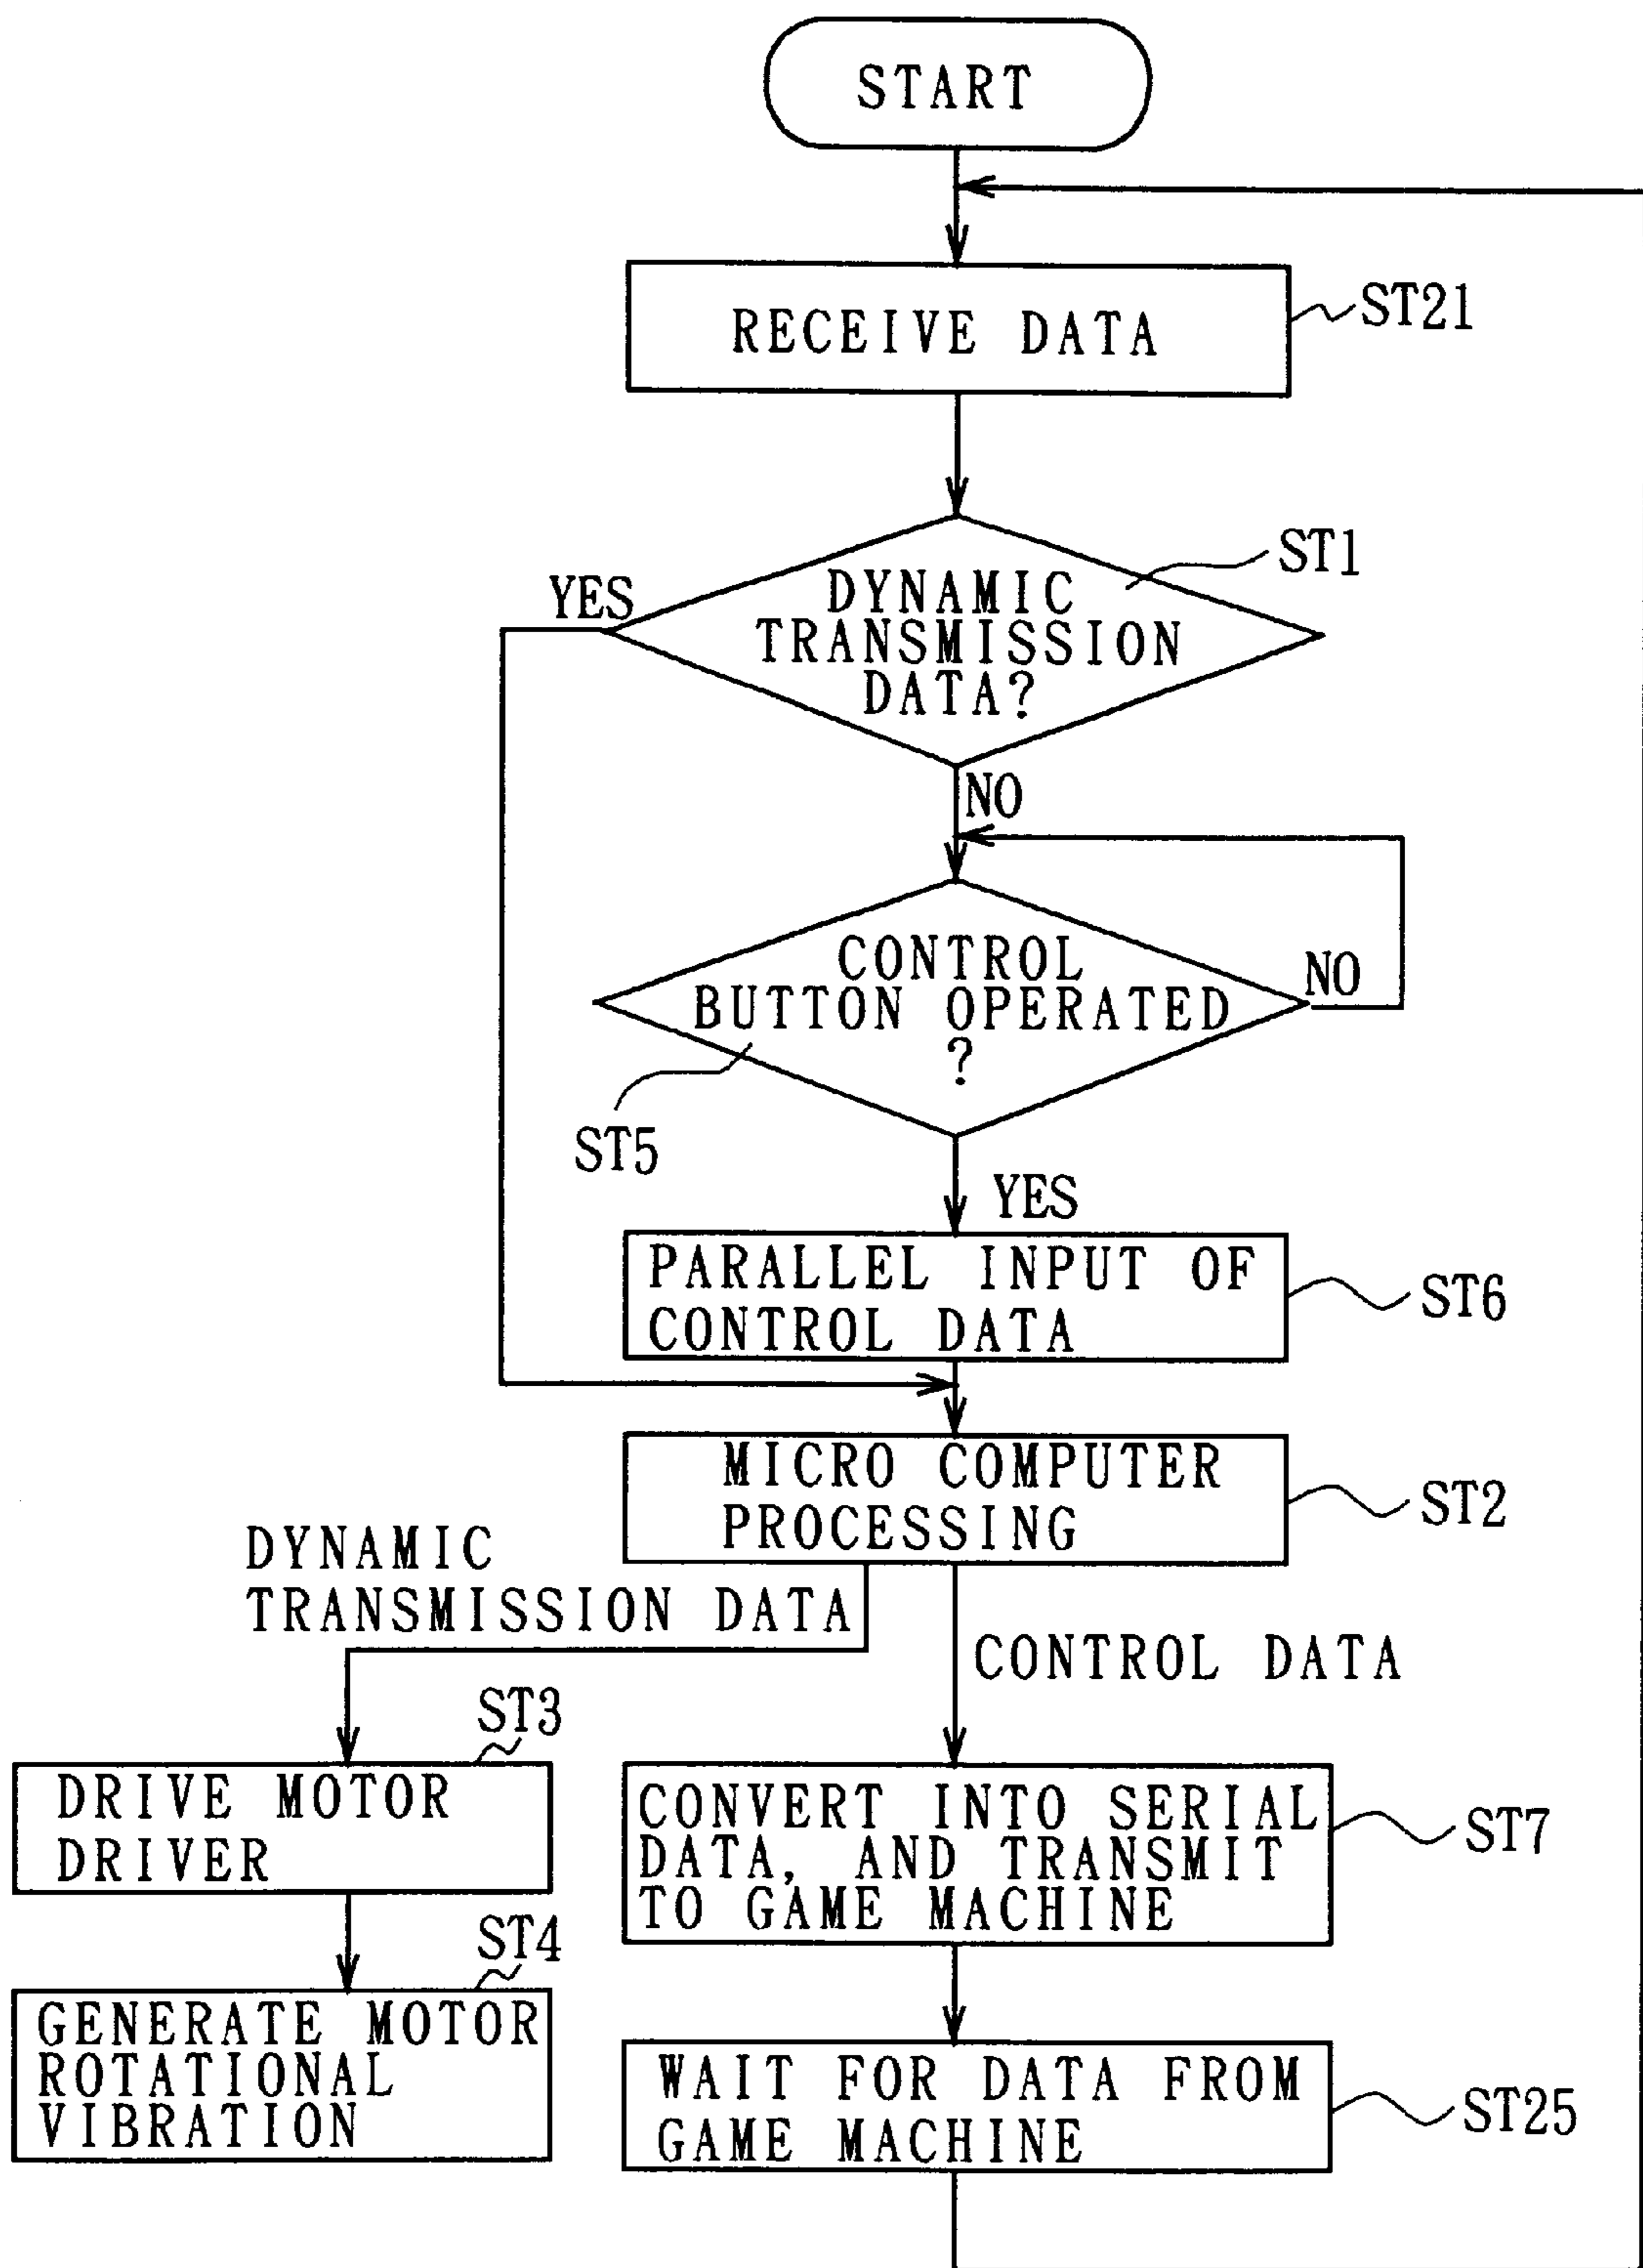 START
RECEIVE DATA
ST21
ST1
YES
DYNAMIC
TRANSMISSION
DATA?
NO
CONTROL
BUTTON OPERATED
?
NO
ST5
YES
PARALLEL INPUT OF
CONTROL DATA
ST6
MICRO COMPUTER
PROCESSING
ST2
DYNAMIC
TRANSMISSION DATA
CONTROL DATA
ST3
DRIVE MOTOR
DRIVER
CONVERT INTO SERIAL
DATA, AND TRANSMIT
TO GAME MACHINE
ST7
ST4
GENERATE MOTOR
ROTATIONAL
VIBRATION
WAIT FOR DATA FROM
GAME MACHINE
ST25